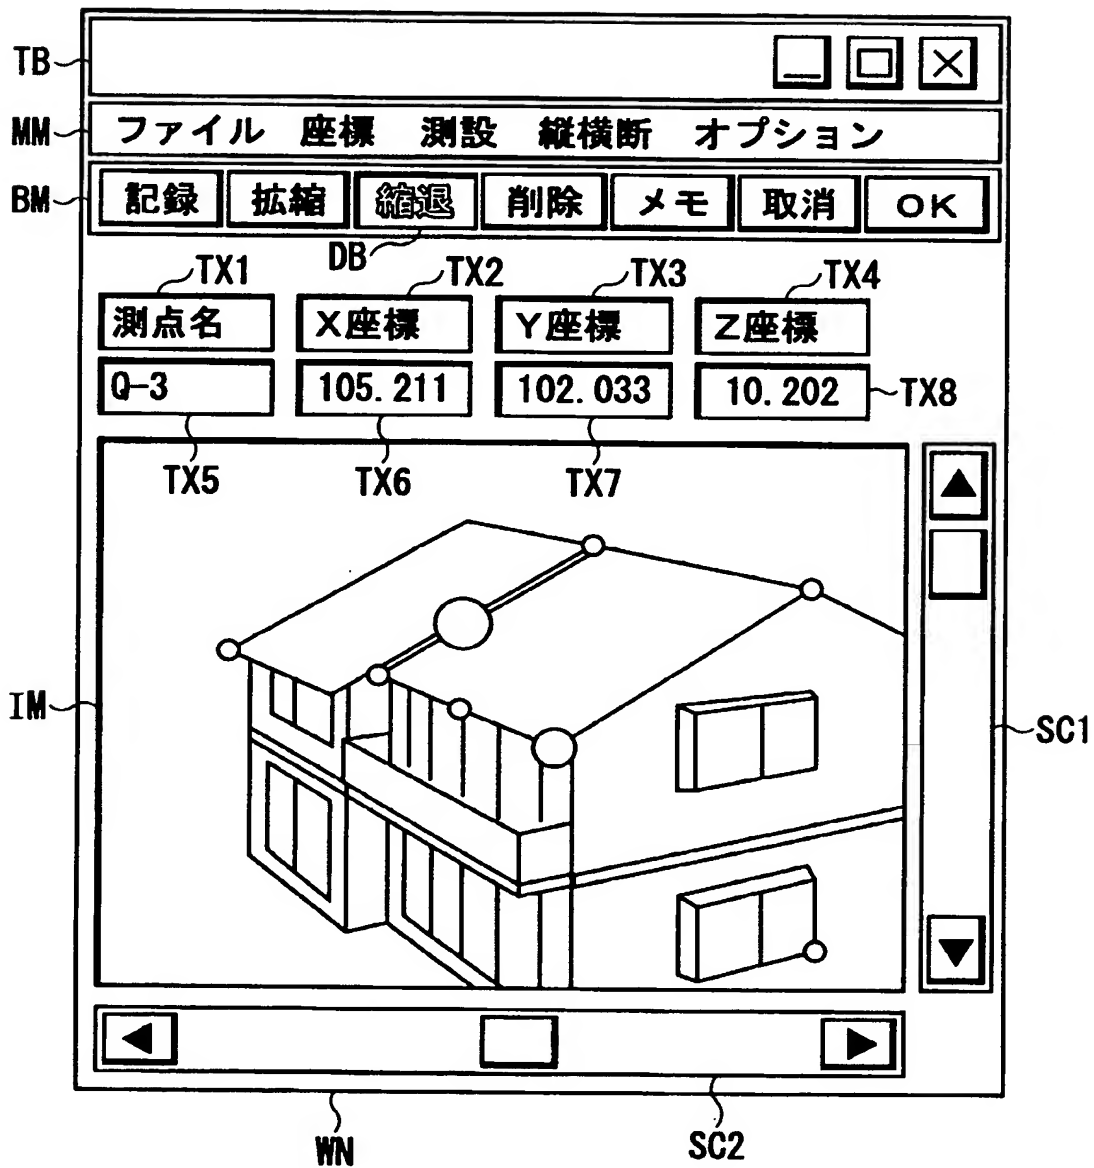 TB
MM ファイル 座標 測設 縦横断 オプション
BM 記録 拡縮 縮退 削除 メモ 取消 OK
DB
TX1 TX2 TX3 TX4
測点名 X座標 Y座標 Z座標
Q-3 105.211 102.033 10.202 TX8
TX5 TX6 TX7
IM
SC1
WN SC2